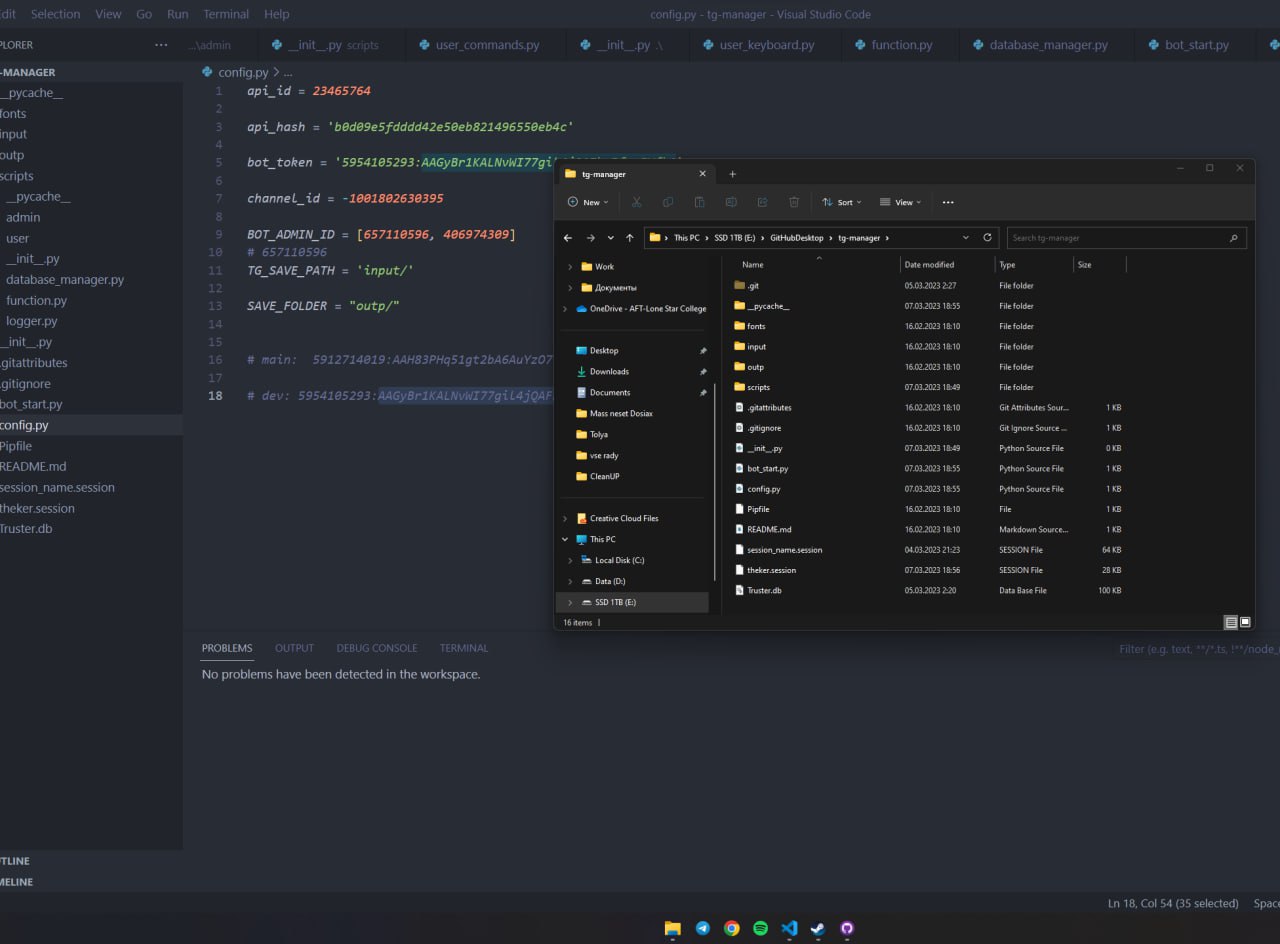 dit Selection View Go Run Terminal Help
config.py - tg-manager - Visual Studio Code
PLORER ···
...\admin
__init__.py scripts
user_commands.py
__init__.py .\
user_keyboard.py
function.py
database_manager.py
bot_start.py
-MANAGER
__pycache__
fonts
input
outp
scripts
__pycache__
admin
user
__init__.py
database_manager.py
function.py
logger.py
__init__.py
.gitattributes
.gitignore
bot_start.py
config.py
Pipfile
README.md
session_name.session
theker.session
Truster.db
UTLINE
MELINE
config.py > ...
1 api_id = 23465764
2
3 api_hash = 'b0d09e5fdddd42e50eb821496550eb4c'
4
5 bot_token = '5954105293:AAGyBr1KALNvWI77gi
6
7 channel_id = -1001802630395
8
9 BOT_ADMIN_ID = [657110596, 406974309]
10 # 657110596
11 TG_SAVE_PATH = 'input/'
12
13 SAVE_FOLDER = "outp/"
14
15
16 # main: 5912714019:AAH83PHq51gt2bA6AuYzO7
17
18 # dev: 5954105293:AAGyBr1KALNvWI77gil4jQAF
tg-manager
New Sort View ···
This PC > SSD 1TB (E:) > GitHubDesktop > tg-manager >
Search tg-manager
Work
Документы
OneDrive - AFT-Lone Star College
Desktop
Downloads
Documents
Mass neset Dosiax
Tolya
vse rady
CleanUP
Creative Cloud Files
This PC
Local Disk (C:)
Data (D:)
SSD 1TB (E:)
Name Date modified Type Size
.git 05.03.2023 2:27 File folder
__pycache__ 07.03.2023 18:55 File folder
fonts 16.02.2023 18:10 File folder
input 16.02.2023 18:10 File folder
outp 16.02.2023 18:10 File folder
scripts 07.03.2023 18:49 File folder
.gitattributes 16.02.2023 18:10 Git Attributes Sour... 1 KB
.gitignore 16.02.2023 18:10 Git Ignore Source ... 1 KB
__init__.py 07.03.2023 18:49 Python Source File 0 KB
bot_start.py 07.03.2023 18:55 Python Source File 1 KB
config.py 07.03.2023 18:55 Python Source File 1 KB
Pipfile 16.02.2023 18:10 File 1 KB
README.md 16.02.2023 18:10 Markdown Source... 1 KB
session_name.session 04.03.2023 21:23 SESSION File 64 KB
theker.session 07.03.2023 18:56 SESSION File 28 KB
Truster.db 05.03.2023 2:20 Data Base File 100 KB
16 items
PROBLEMS OUTPUT DEBUG CONSOLE TERMINAL
Filter (e.g. text, **/*.ts, !**/node_
No problems have been detected in the workspace.
Ln 18, Col 54 (35 selected) Space